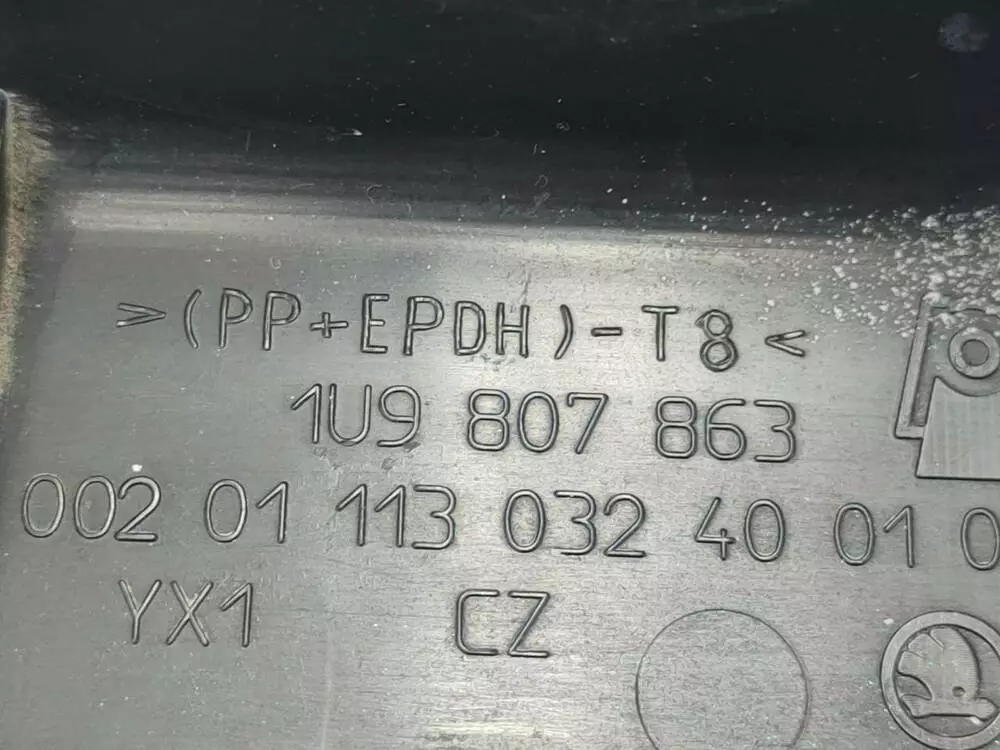 >(PP+EPDH)-T8<
1U9 807 863
002 01 113 032 40 01 0
YX1 CZ